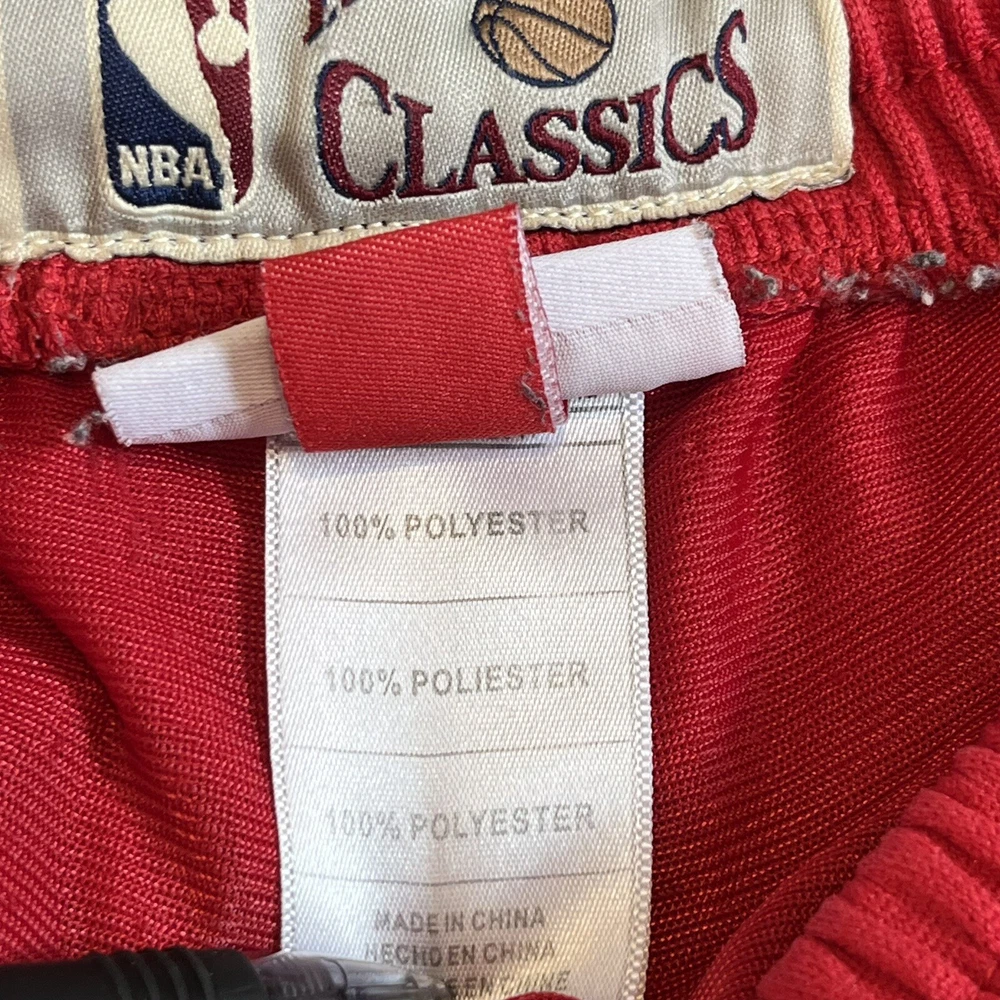 NBA
CLASSICS
100% POLYESTER
100% POLIESTER
100% POLYESTER
MADE IN CHINA
HECHO EN CHINA